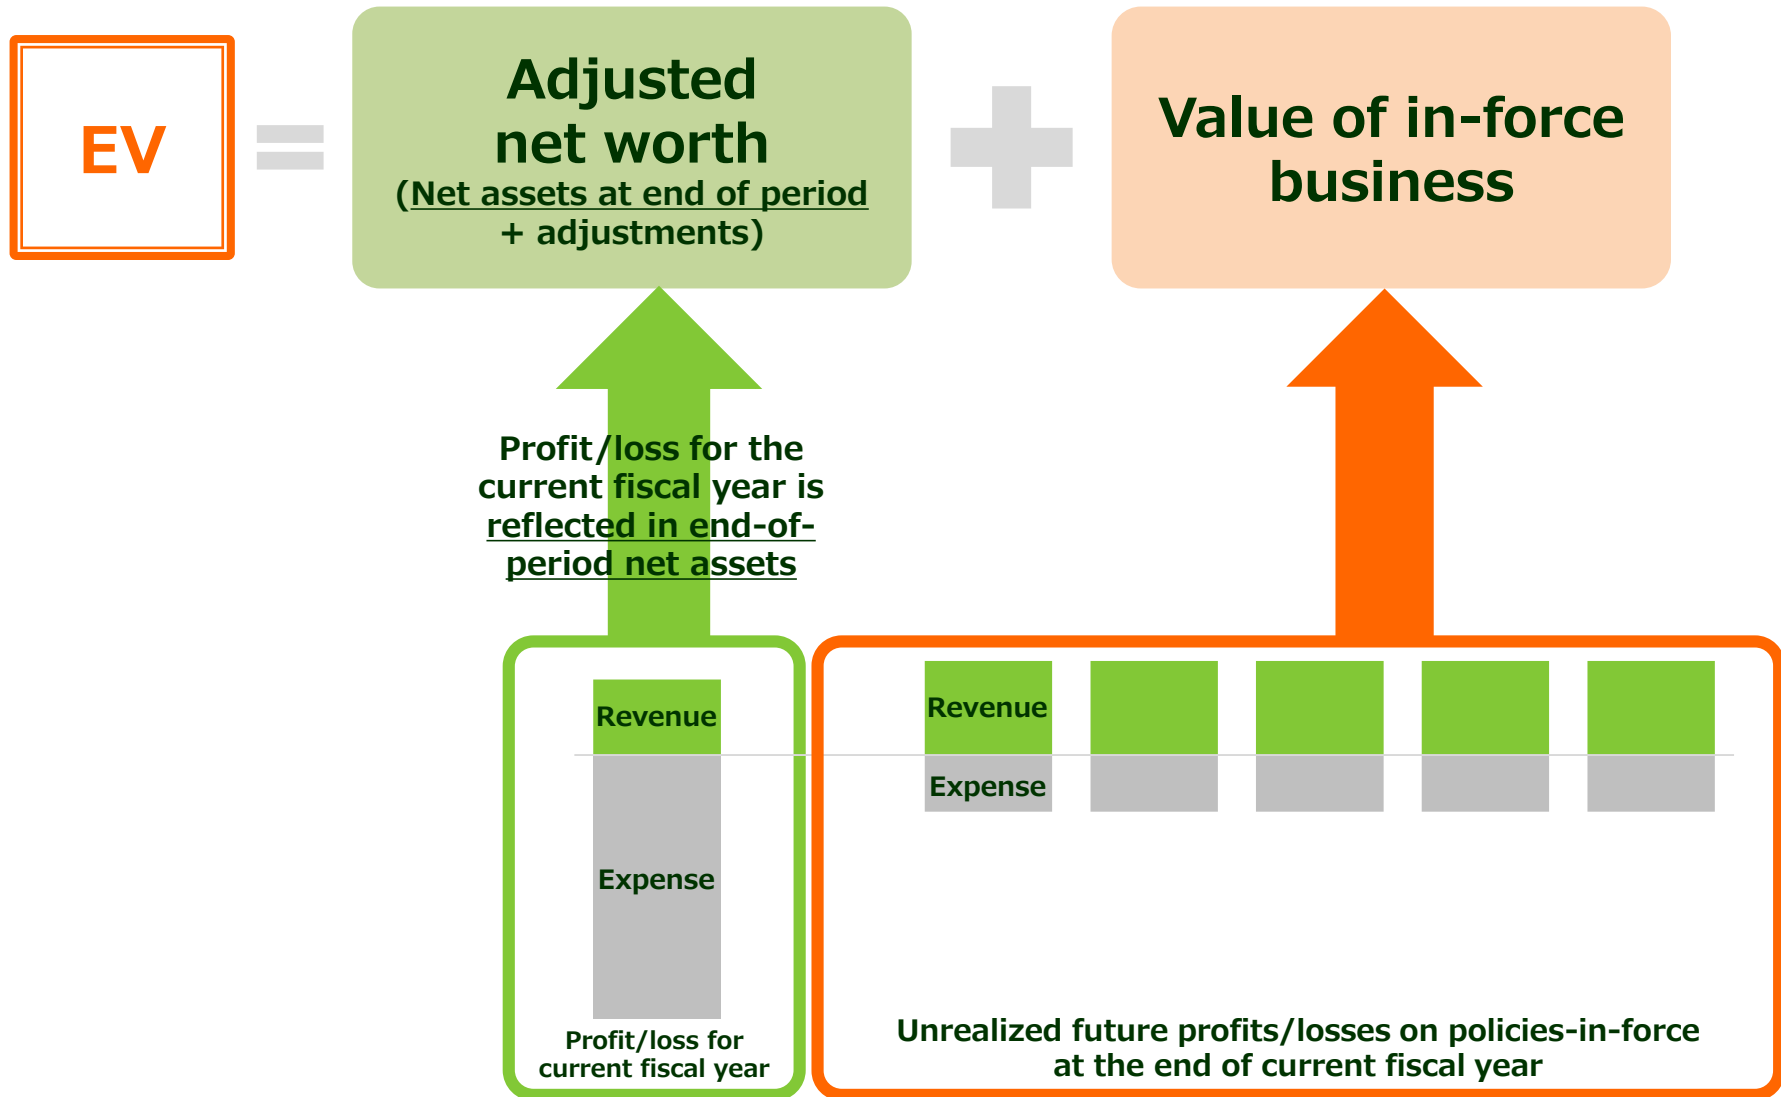 EV
=
Adjusted
net worth
(Net assets at end of period
+ adjustments)
+
Value of in-force
business
Profit/loss for the
current fiscal year is
reflected in end-of-
period net assets
Revenue
Expense
Profit/loss for
current fiscal year
Revenue
Expense
Unrealized future profits/losses on policies-in-force
at the end of current fiscal year